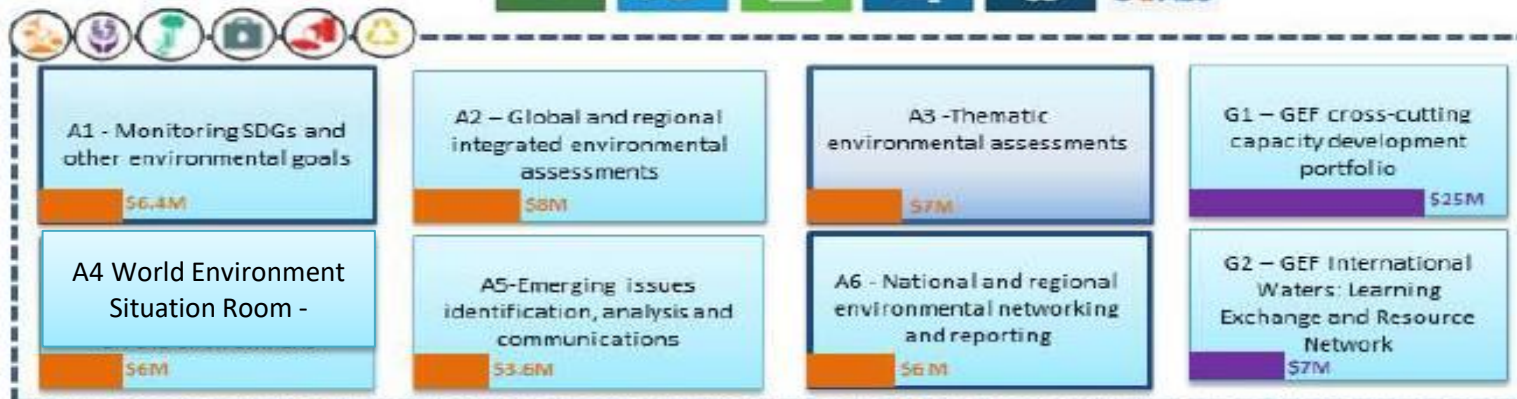 A1 - Monitoring SDGs and
other environmental goals
$6.4M
A2 – Global and regional
integrated environmental
assessments
$8M
A3 -Thematic
environmental assessments
$7M
G1 – GEF cross-cutting
capacity development
portfolio
$25M
A4 World Environment
Situation Room -
$6M
A5-Emerging issues
identification, analysis and
communications
$3.6M
A6 - National and regional
environmental networking
and reporting
$6 M
G2 – GEF International
Waters: Learning
Exchange and Resource
Network
$7M